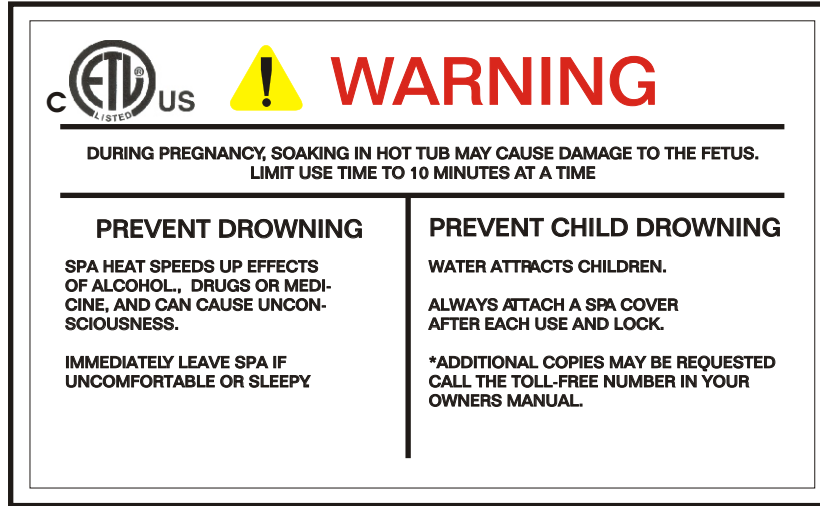 C ETL® US
LISTED
! WARNING
DURING PREGNANCY, SOAKING IN HOT TUB MAY CAUSE DAMAGE TO THE FETUS.
LIMIT USE TIME TO 10 MINUTES AT A TIME
PREVENT DROWNING
SPA HEAT SPEEDS UP EFFECTS
OF ALCOHOL., DRUGS OR MEDI-
CINE, AND CAN CAUSE UNCON-
SCIOUSNESS.
IMMEDIATELY LEAVE SPA IF
UNCOMFORTABLE OR SLEEPY.
PREVENT CHILD DROWNING
WATER ATTRACTS CHILDREN.
ALWAYS ATTACH A SPA COVER
AFTER EACH USE AND LOCK.
*ADDITIONAL COPIES MAY BE REQUESTED
CALL THE TOLL-FREE NUMBER IN YOUR
OWNERS MANUAL.